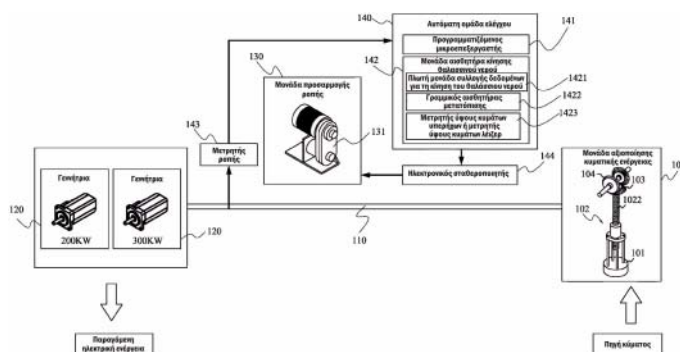 140
Αυτόματη ομάδα ελέγχου
141
Προγραμματιζόμενος
μικροεπεξεργαστής
142
Μονάδα αισθητήρα κίνησης
θαλασσινού νερού
Πλωτή μονάδα συλλογής δεδομένων
για τη κίνηση του θαλάσσιου νερού
1421
Γραμμικός αισθητήρας
μετατόπισης
1422
Μετρητής ύψους κυμάτων
υπερήχων ή μετρητής
ύψους κυμάτων λέιζερ
1423
130
Μονάδα προσαρμογής
ροπής
131
143
Μετρητής
ροπής
Ηλεκτρονικός σταθεροποιητής
144
Μονάδα αξιοποίησης
κυματικής ενέργειας
10
104
103
1022
102
101
Γεννήτρια
200KW
Γεννήτρια
300KW
120
120
110
Παραγόμενη
ηλεκτρική ενέργεια
Πηγή κύματος